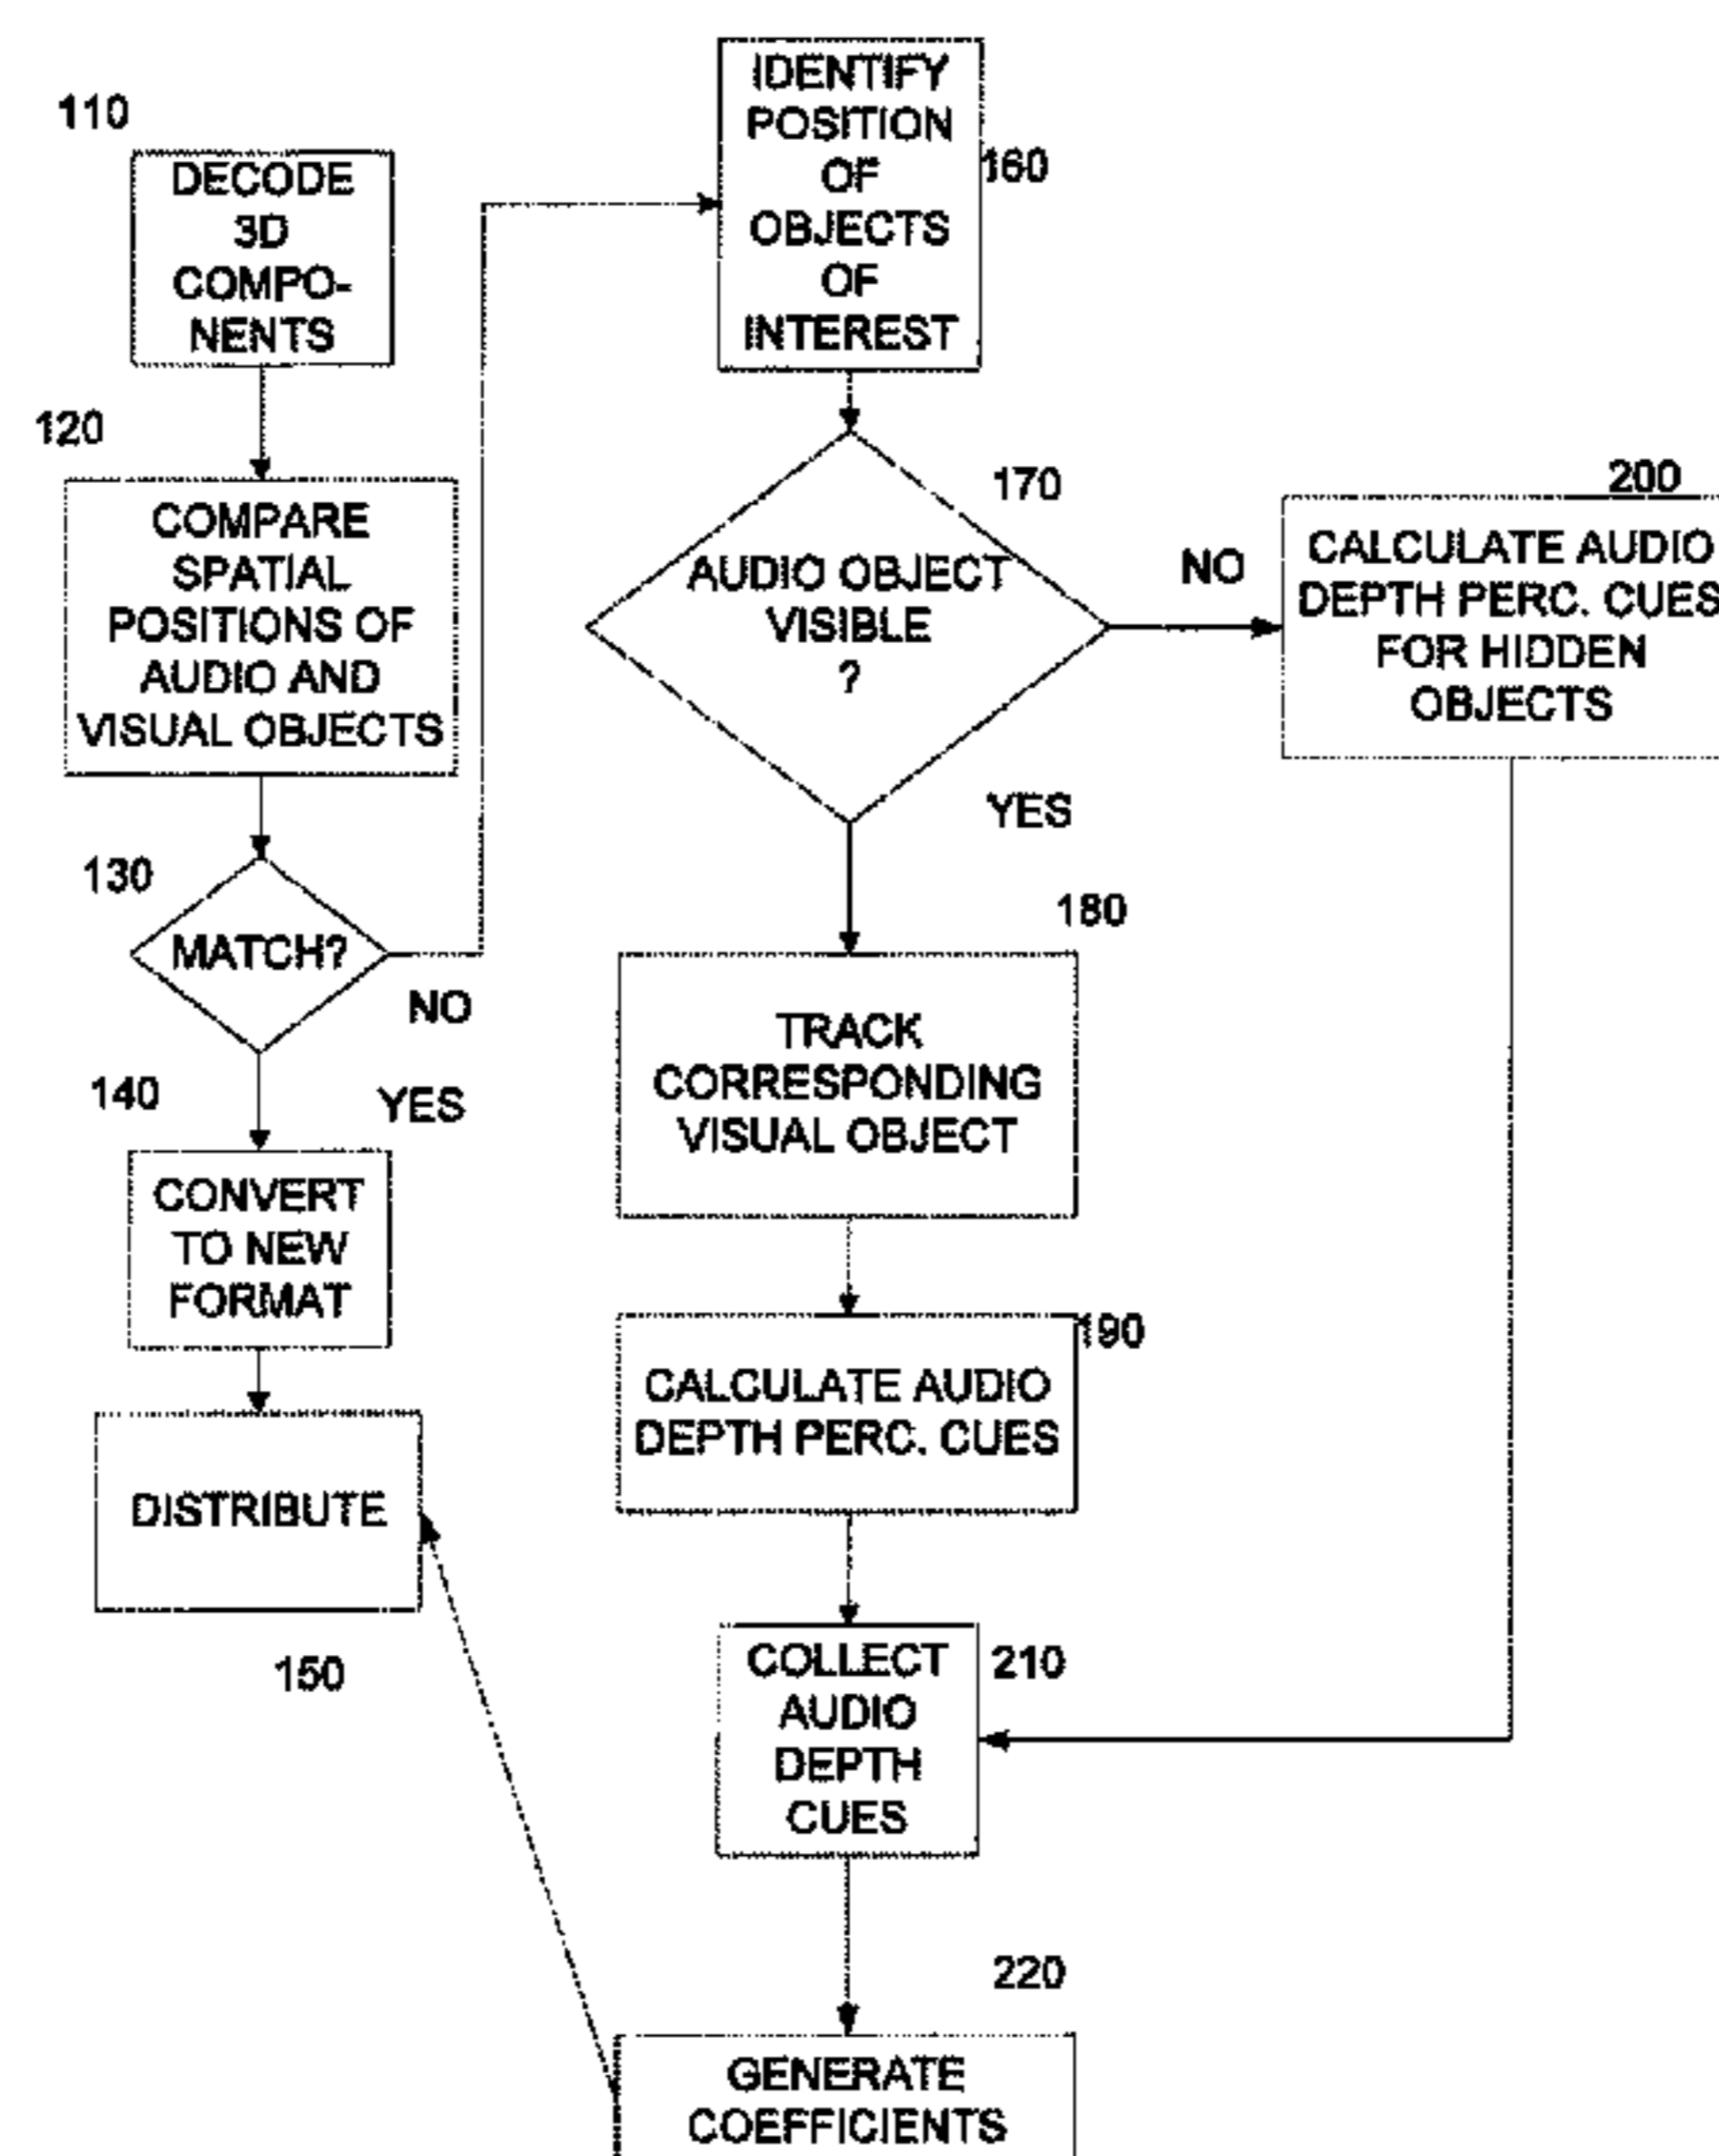 110
DECODE
3D
COMPO-
NENTS
120
COMPARE
SPATIAL
POSITIONS OF
AUDIO AND
VISUAL OBJECTS
130
MATCH?
NO
140
YES
CONVERT
TO NEW
FORMAT
DISTRIBUTE
150
IDENTIFY
POSITION
OF
OBJECTS
OF
INTEREST
160
170
AUDIO OBJECT
VISIBLE
?
NO
YES
200
CALCULATE AUDIO
DEPTH PERC. CUES
FOR HIDDEN
OBJECTS
180
TRACK
CORRESPONDING
VISUAL OBJECT
190
CALCULATE AUDIO
DEPTH PERC. CUES
COLLECT
AUDIO
DEPTH
CUES
210
220
GENERATE
COEFFICIENTS